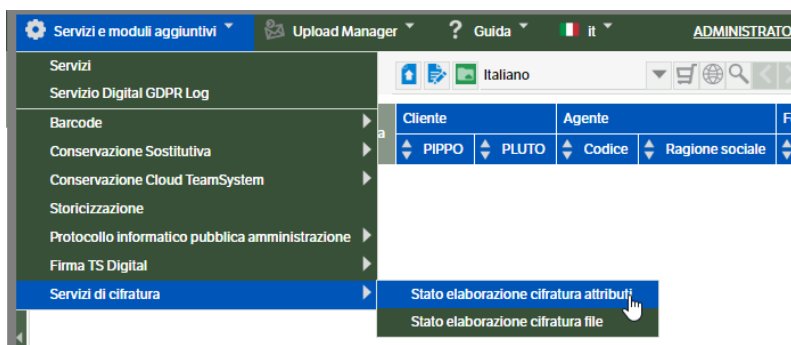 Servizi e moduli aggiuntivi Upload Manager ? Guida it ADMINISTRATO
Servizi
Servizio Digital GDPR Log
Barcode
Conservazione Sostitutiva
Conservazione Cloud TeamSystem
Storicizzazione
Protocollo informatico pubblica amministrazione
Firma TS Digital
Servizi di cifratura
Stato elaborazione cifratura attributi
Stato elaborazione cifratura file
Italiano
a Cliente Agente F
PIPPO PLUTO Codice Ragione sociale